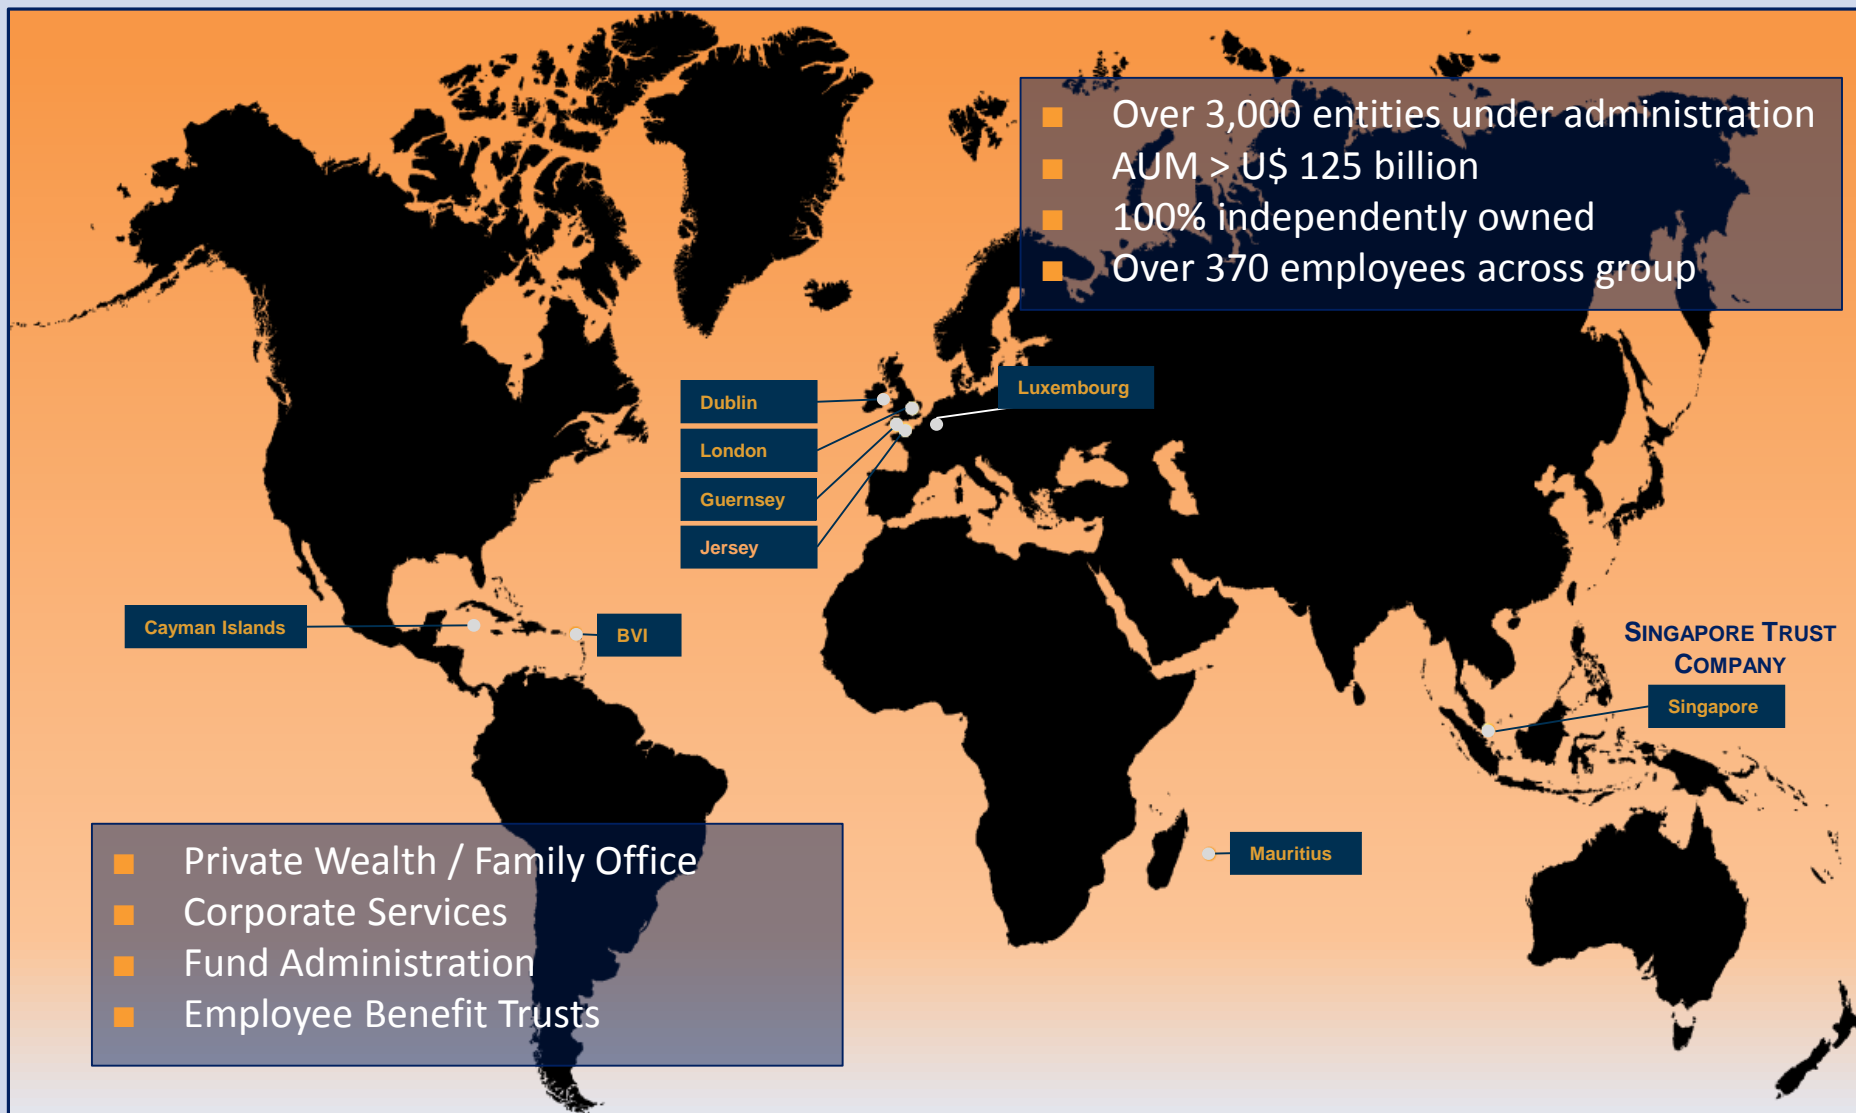 Over 3,000 entities under administration
AUM > U$ 125 billion
100% independently owned
Over 370 employees across group
Luxembourg
Dublin
London
Guernsey
Jersey
Cayman Islands
BVI
SINGAPORE TRUST
COMPANY
Singapore
Mauritius
Private Wealth / Family Office
Corporate Services
Fund Administration
Employee Benefit Trusts